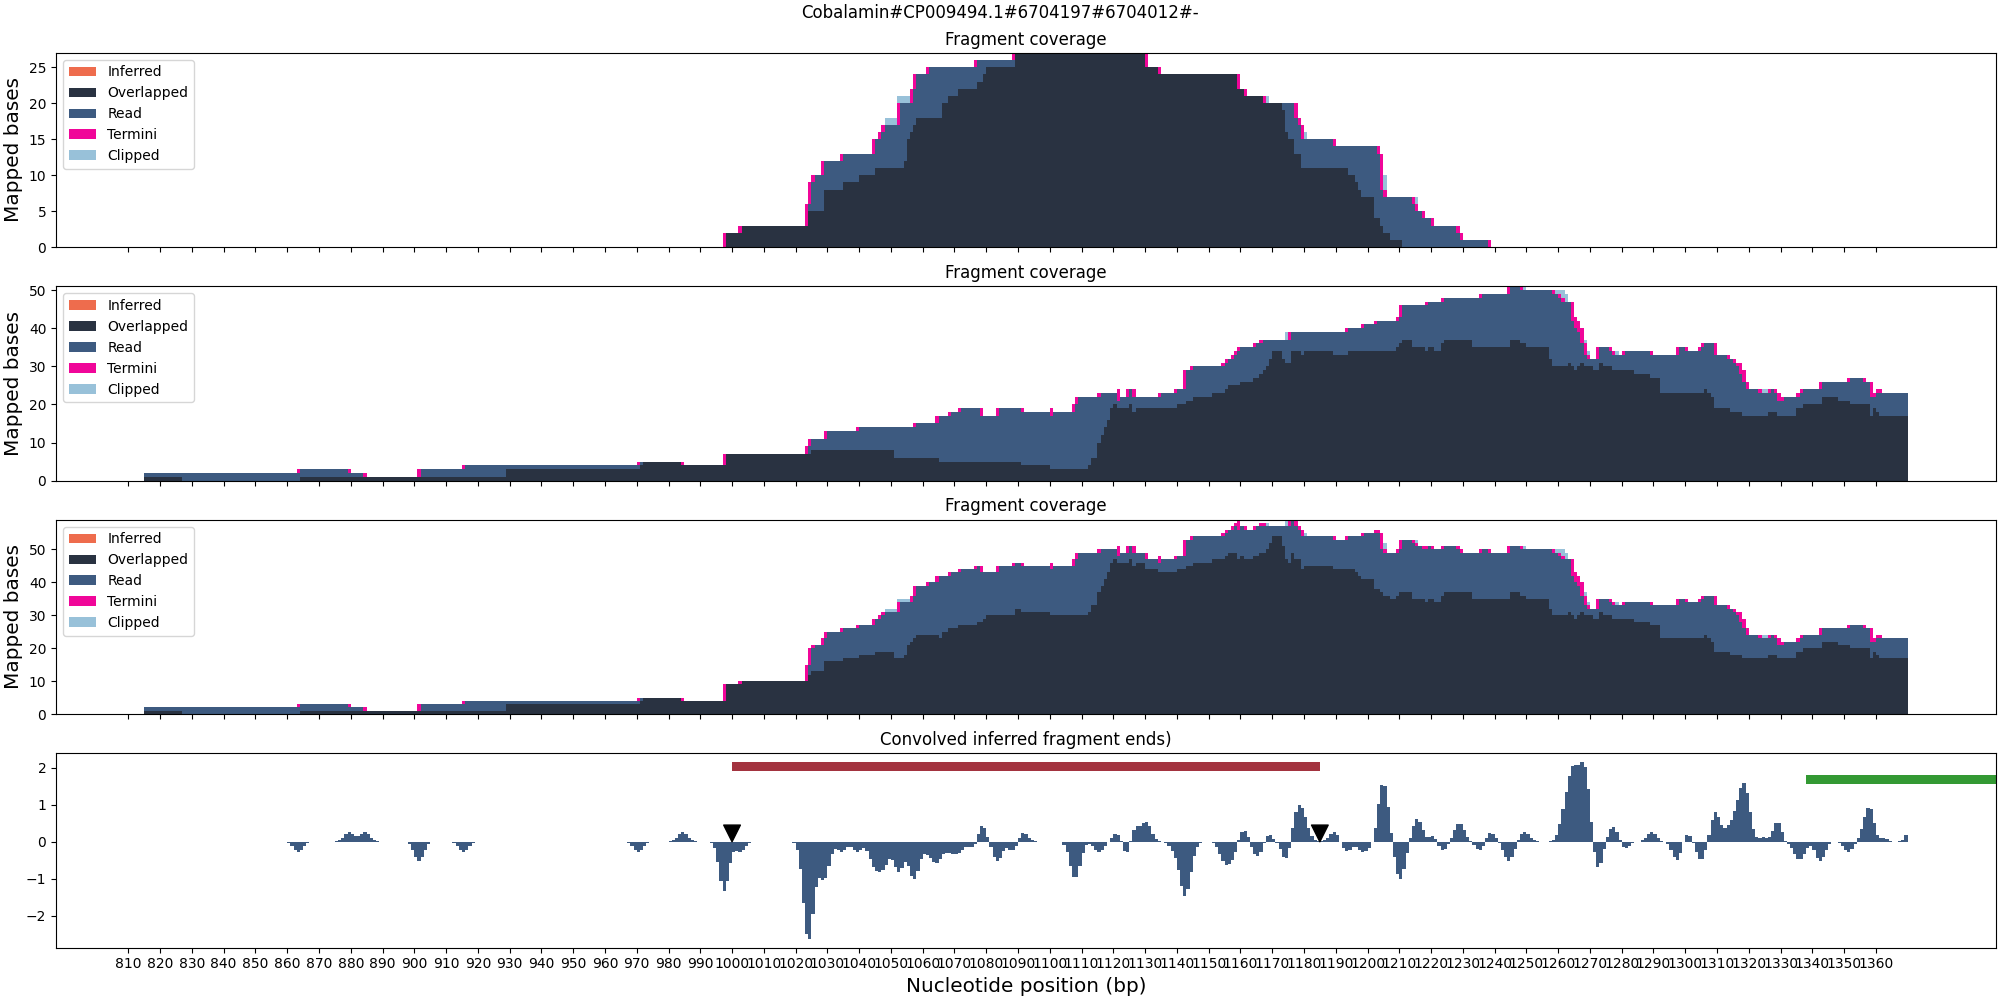 Cobalamin#CP009494.1#6704197#6704012#-
Fragment coverage
Mapped bases
25
20
15
10
5
0
Inferred
Overlapped
Read
Termini
Clipped
Fragment coverage
Mapped bases
50
40
30
20
10
0
Inferred
Overlapped
Read
Termini
Clipped
Fragment coverage
Mapped bases
50
40
30
20
10
0
Inferred
Overlapped
Read
Termini
Clipped
Convolved inferred fragment ends)
2
1
0
−1
−2
810 820 830 840 850 860 870 880 890 900 910 920 930 940 950 960 970 980 990 1000 1010 1020 1030 1040 1050 1060 1070 1080 1090 1100 1110 1120 1130 1140 1150 1160 1170 1180 1190 1200 1210 1220 1230 1240 1250 1260 1270 1280 1290 1300 1310 1320 1330 1340 1350 1360
Nucleotide position (bp)